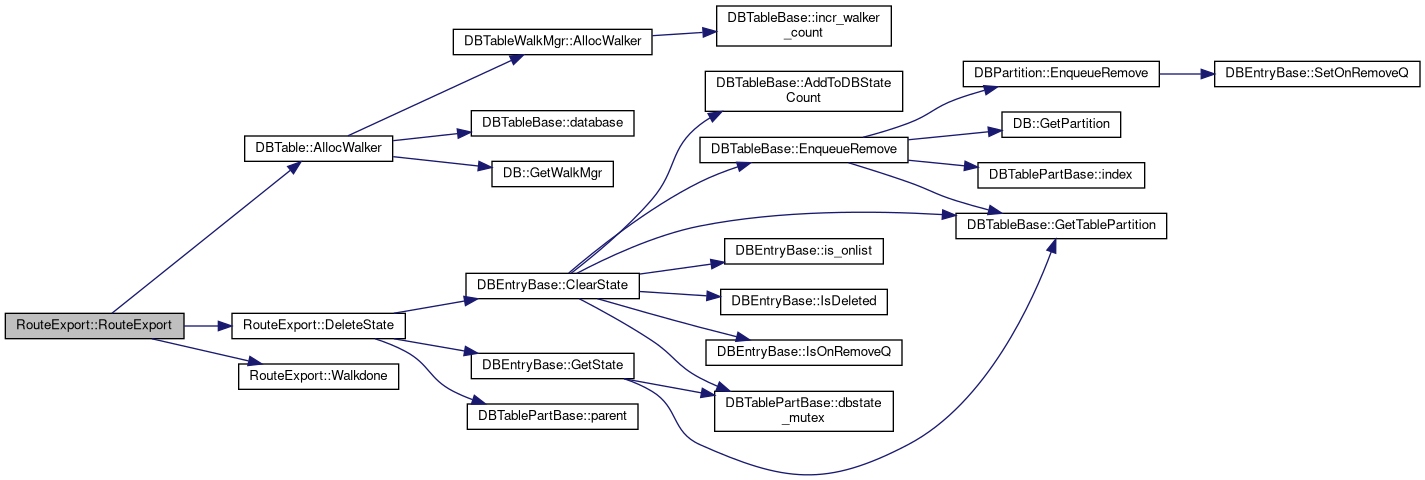 DBTableBase::incr_walker
_count
DBTableWalkMgr::AllocWalker
DBPartition::EnqueueRemove
DBEntryBase::SetOnRemoveQ
DBTableBase::AddToDBState
Count
DBTableBase::database
DB::GetPartition
DBTable::AllocWalker
DBTableBase::EnqueueRemove
DB::GetWalkMgr
DBTablePartBase::index
DBTableBase::GetTablePartition
DBEntryBase::is_onlist
DBEntryBase::ClearState
DBEntryBase::IsDeleted
RouteExport::RouteExport
RouteExport::DeleteState
DBEntryBase::IsOnRemoveQ
DBEntryBase::GetState
RouteExport::Walkdone
DBTablePartBase::dbstate
_mutex
DBTablePartBase::parent